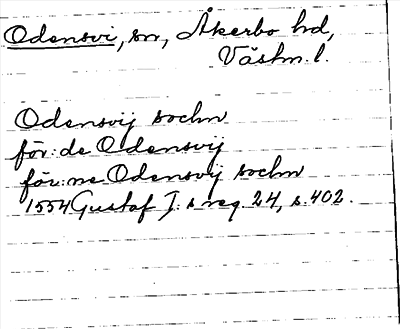 Odensvi, sn, Åkerbo hd,
Västm. l.
Odensvij sochn
för: de Odensvij
för: ne Odensvij sochn
1554 Gustaf I:s reg 24, s. 402.